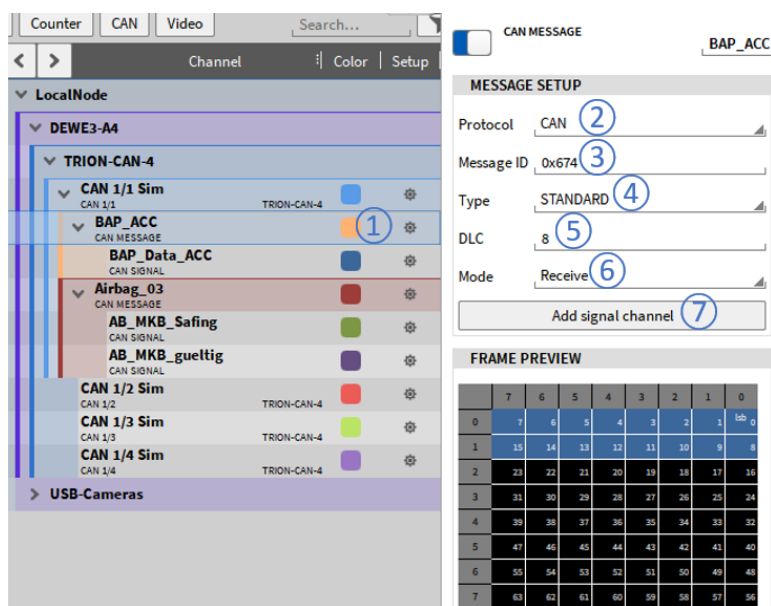 Counter CAN Video Search...
Channel Color Setup
LocalNode
DEWE3-A4
TRION-CAN-4
CAN 1/1 Sim
CAN 1/1 TRION-CAN-4
BAP_ACC
CAN MESSAGE
1
BAP_Data_ACC
CAN SIGNAL
Airbag_03
CAN MESSAGE
AB_MKB_Safing
CAN SIGNAL
AB_MKB_gueltig
CAN SIGNAL
CAN 1/2 Sim
CAN 1/2 TRION-CAN-4
CAN 1/3 Sim
CAN 1/3 TRION-CAN-4
CAN 1/4 Sim
CAN 1/4 TRION-CAN-4
USB-Cameras
CAN MESSAGE
BAP_ACC
MESSAGE SETUP
Protocol CAN 2
Message ID 0x674 3
Type STANDARD 4
DLC 8 5
Mode Receive 6
Add signal channel 7
FRAME PREVIEW
7 6 5 4 3 2 1 0
0 7 6 5 4 3 2 1 lsb 0
1 15 14 13 12 11 10 9 8
2 23 22 21 20 19 18 17 16
3 31 30 29 28 27 26 25 24
4 39 38 37 36 35 34 33 32
5 47 46 45 44 43 42 41 40
6 55 54 53 52 51 50 49 48
7 63 62 61 60 59 58 57 56